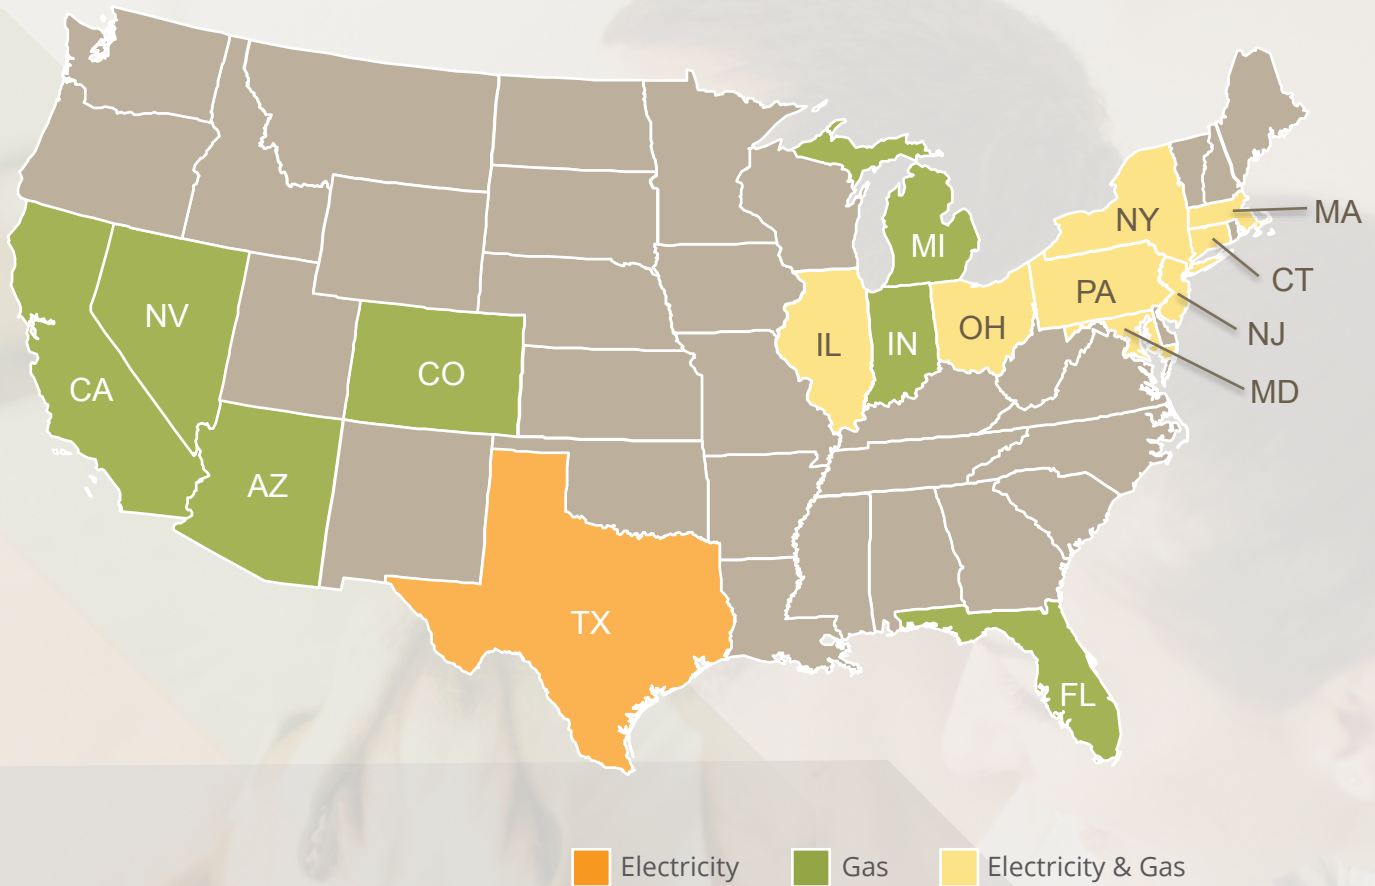 MA
NY
MI
CT
PA
NV
OH
NJ
IL
IN
CO
CA
MD
AZ
TX
FL
Electricity
Gas
Electricity & Gas